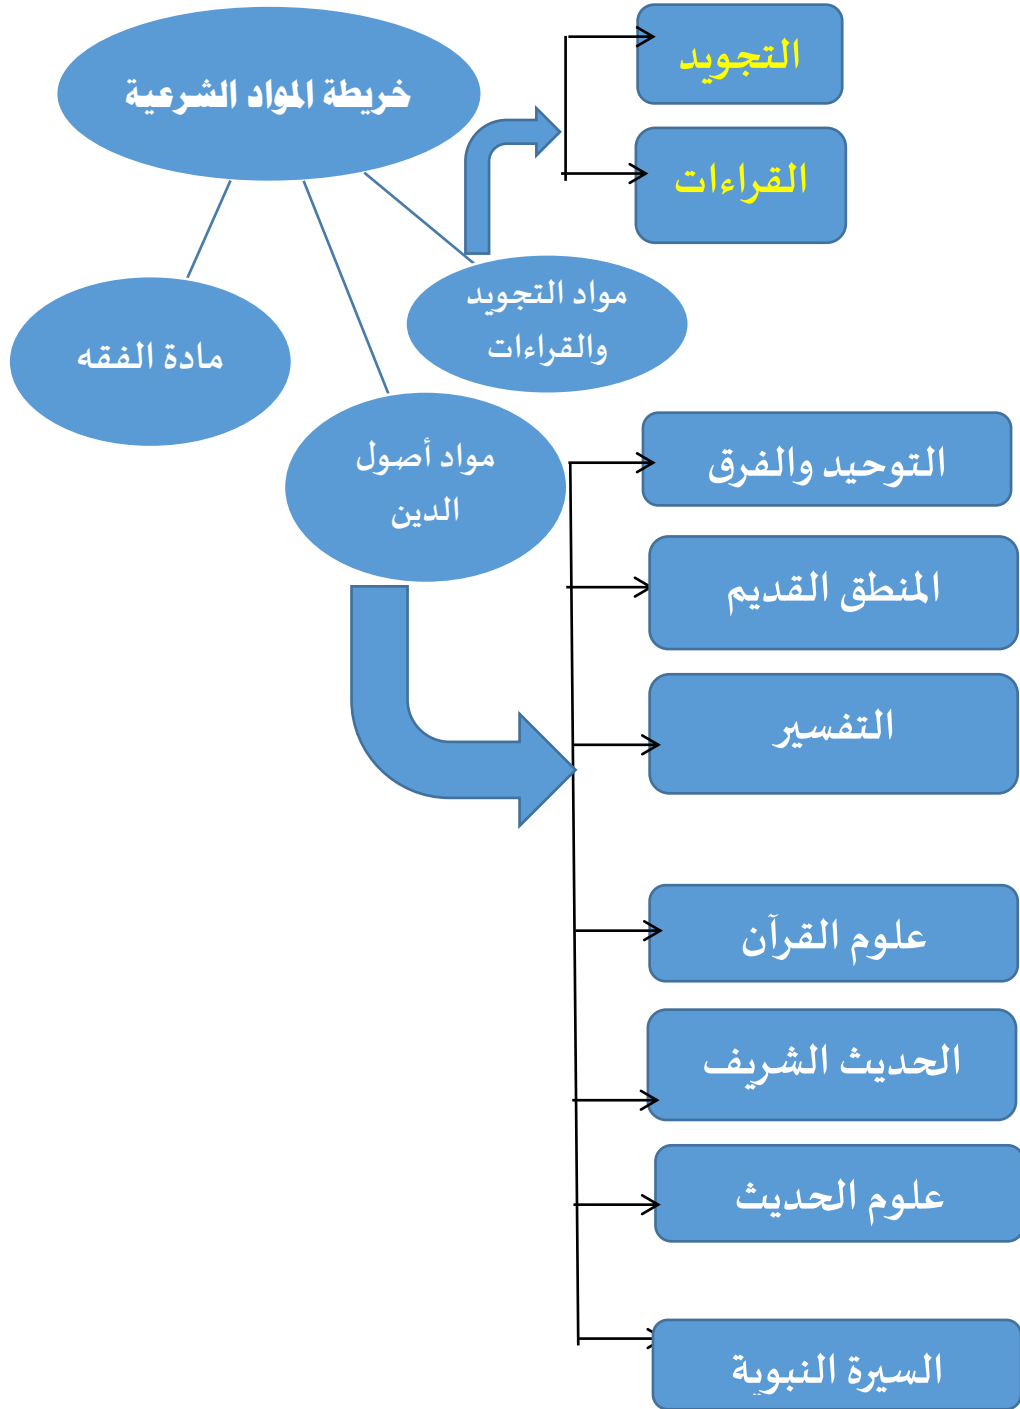 خريطة المواد الشرعية
التجويد
القراءات
مواد التجويد
والقراءات
مادة الفقه
مواد أصول
الدين
التوحيد والفرق
المنطق القديم
التفسير
علوم القرآن
الحديث الشريف
علوم الحديث
السيرة النبوية